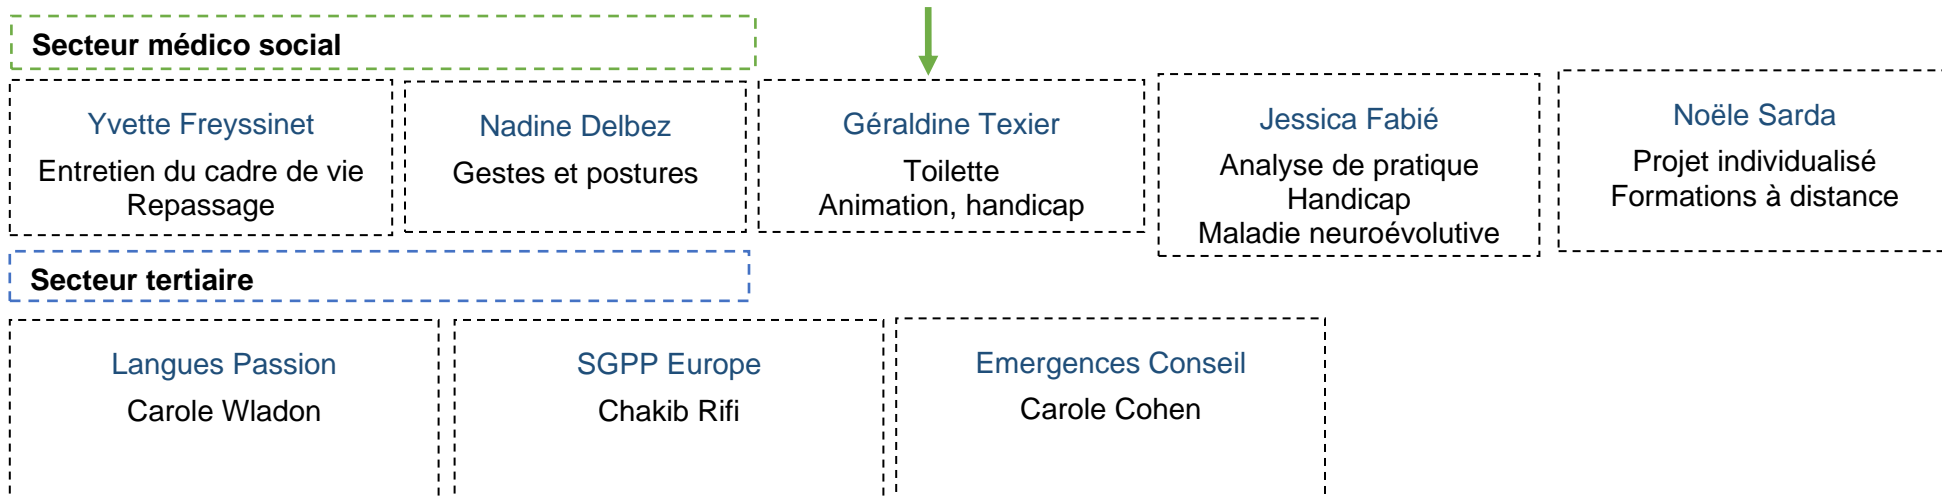 Secteur médico social
Yvette Freyssinet
Entretien du cadre de vie
Repassage
Nadine Delbez
Gestes et postures
Géraldine Texier
Toilette
Animation, handicap
Jessica Fabié
Analyse de pratique
Handicap
Maladie neuroévolutive
Noële Sarda
Projet individualisé
Formations à distance
Secteur tertiaire
Langues Passion
Carole Wladon
SGPP Europe
Chakib Rifi
Emergences Conseil
Carole Cohen